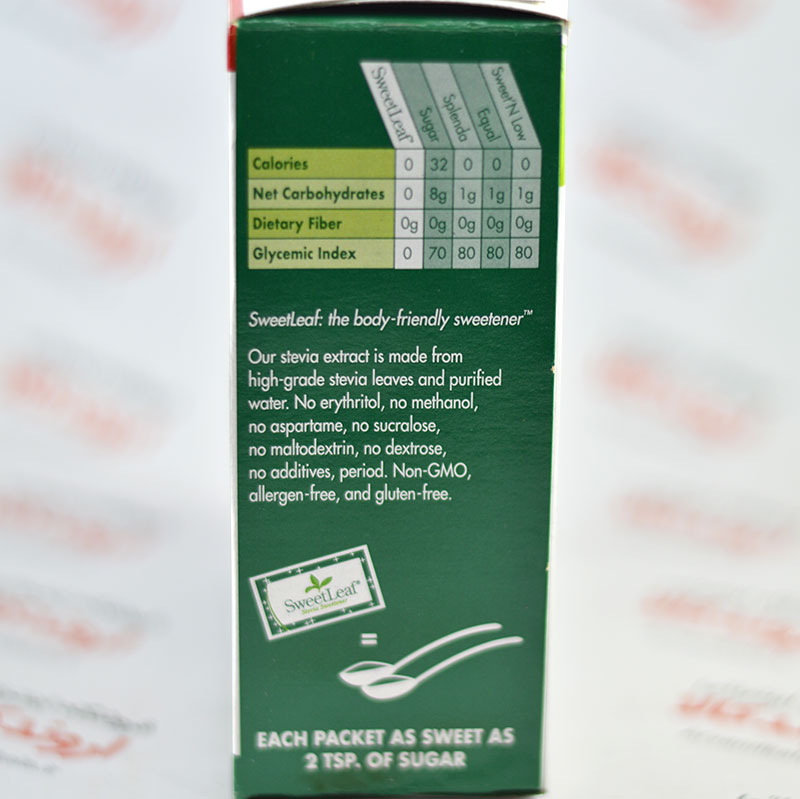 SweetLeaf® Sugar Splenda Equal Sweet'N Low
Calories 0 32 0 0 0
Net Carbohydrates 0 8g 1g 1g 1g
Dietary Fiber 0g 0g 0g 0g 0g
Glycemic Index 0 70 80 80 80
SweetLeaf: the body-friendly sweetener™
Our stevia extract is made from
high-grade stevia leaves and purified
water. No erythritol, no methanol,
no aspartame, no sucralose,
no maltodextrin, no dextrose,
no additives, period. Non-GMO,
allergen-free, and gluten-free.
SweetLeaf®
Stevia Sweetener
=
EACH PACKET AS SWEET AS
2 TSP. OF SUGAR